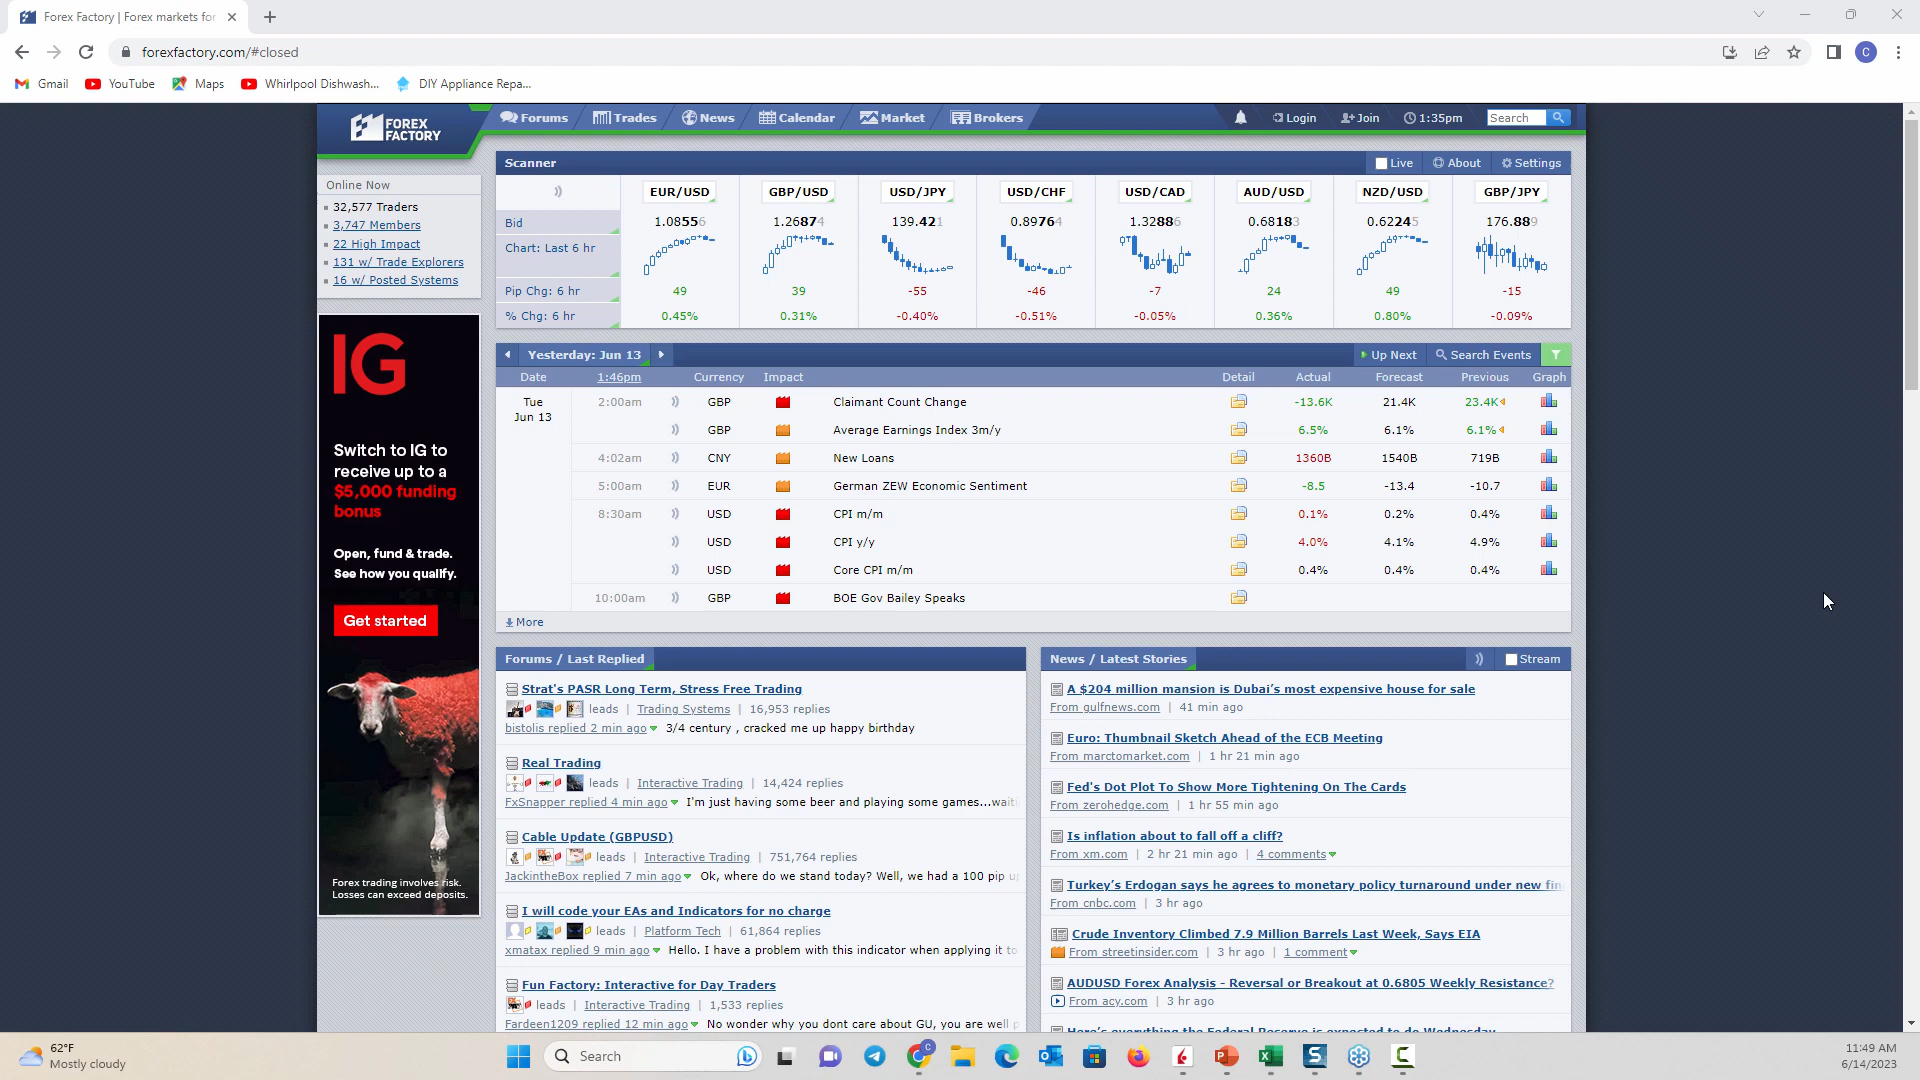 Forex Factory | Forex markets for
forexfactory.com/#closed
C
Gmail YouTube Maps Whirlpool Dishwash... DIY Appliance Repa...
FOREX FACTORY
Forums Trades News Calendar Market Brokers Login Join 1:35pm Search
Online Now
32,577 Traders
3,747 Members
22 High Impact
131 w/ Trade Explorers
16 w/ Posted Systems
IG
Switch to IG to
receive up to a
$5,000 funding
bonus
Open, fund & trade.
See how you qualify.
Get started
Forex trading involves risk.
Losses can exceed deposits.
Scanner Live About Settings
EUR/USD GBP/USD USD/JPY USD/CHF USD/CAD AUD/USD NZD/USD GBP/JPY
Bid 1.08556 1.26874 139.421 0.89764 1.32886 0.68183 0.62245 176.889
Chart: Last 6 hr
Pip Chg: 6 hr 49 39 -55 -46 -7 24 49 -15
% Chg: 6 hr 0.45% 0.31% -0.40% -0.51% -0.05% 0.36% 0.80% -0.09%
Yesterday: Jun 13 Up Next Search Events
Date 1:46pm Currency Impact Detail Actual Forecast Previous Graph
Tue Jun 13 2:00am GBP Claimant Count Change -13.6K 21.4K 23.4K
GBP Average Earnings Index 3m/y 6.5% 6.1% 6.1%
4:02am CNY New Loans 1360B 1540B 719B
5:00am EUR German ZEW Economic Sentiment -8.5 -13.4 -10.7
8:30am USD CPI m/m 0.1% 0.2% 0.4%
USD CPI y/y 4.0% 4.1% 4.9%
USD Core CPI m/m 0.4% 0.4% 0.4%
10:00am GBP BOE Gov Bailey Speaks
More
Forums / Last Replied
Strat's PASR Long Term, Stress Free Trading
leads | Trading Systems | 16,953 replies
bistolis replied 2 min ago 3/4 century , cracked me up happy birthday
Real Trading
leads | Interactive Trading | 14,424 replies
FxSnapper replied 4 min ago I'm just having some beer and playing some games...waiti
Cable Update (GBPUSD)
leads | Interactive Trading | 751,764 replies
JackintheBox replied 7 min ago Ok, where do we stand today? Well, we had a 100 pip u
I will code your EAs and Indicators for no charge
leads | Platform Tech | 61,864 replies
xmatax replied 9 min ago Hello. I have a problem with this indicator when applying it to
Fun Factory: Interactive for Day Traders
leads | Interactive Trading | 1,533 replies
Fardeen1209 replied 12 min ago No wonder why you dont care about GU, you are well p
News / Latest Stories Stream
A $204 million mansion is Dubai’s most expensive house for sale
From gulfnews.com | 41 min ago
Euro: Thumbnail Sketch Ahead of the ECB Meeting
From marctomarket.com | 1 hr 21 min ago
Fed's Dot Plot To Show More Tightening On The Cards
From zerohedge.com | 1 hr 55 min ago
Is inflation about to fall off a cliff?
From xm.com | 2 hr 21 min ago | 4 comments
Turkey’s Erdogan says he agrees to monetary policy turnaround under new fin
From cnbc.com | 3 hr ago
Crude Inventory Climbed 7.9 Million Barrels Last Week, Says EIA
From streetinsider.com | 3 hr ago | 1 comment
AUDUSD Forex Analysis - Reversal or Breakout at 0.6805 Weekly Resistance?
From acy.com | 3 hr ago
Here's everything the Federal Reserve is expected to do Wednesday
62°F
Mostly cloudy
Search
11:49 AM
6/14/2023